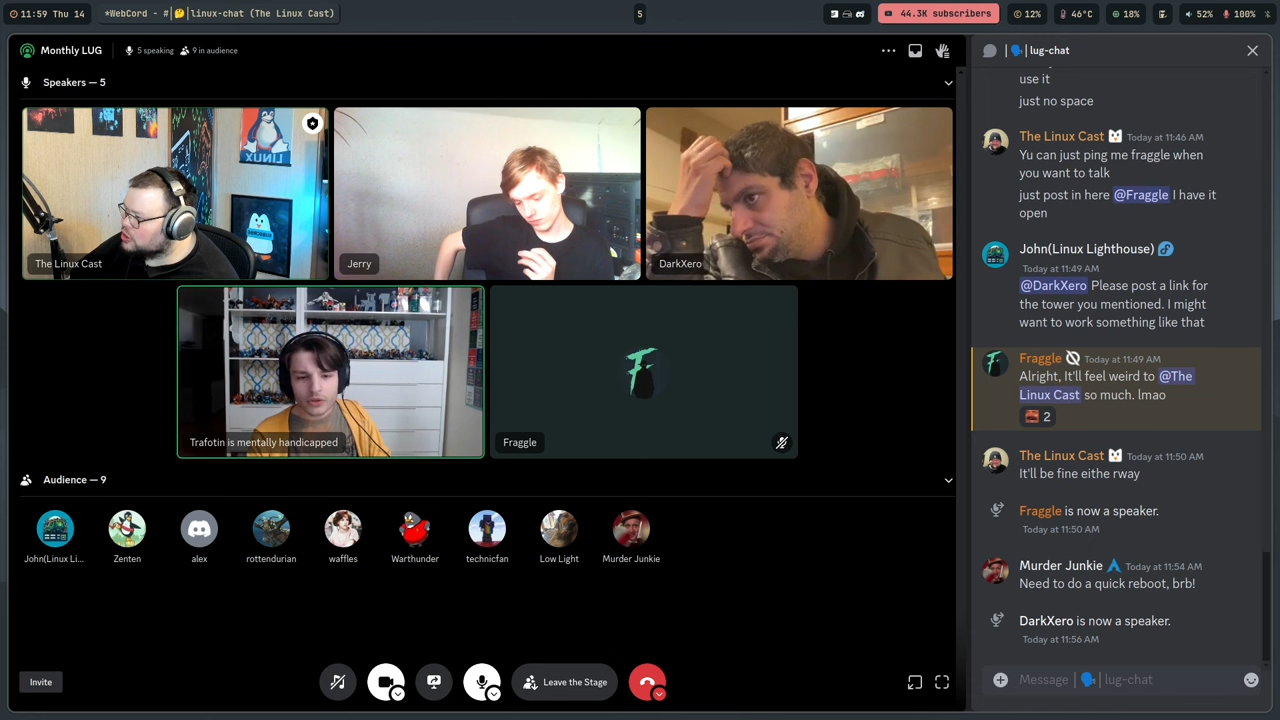 11:59 Thu 14
*WebCord - #|🤔|linux-chat (The Linux Cast)
5
44.3K subscribers
12%
46°C
18%
52%
100%
Monthly LUG
5 speaking
9 in audience
Speakers — 5
LINUX
The Linux Cast
Jerry
DarkXero
Trafotin is mentally handicapped
Fraggle
Audience — 9
John(Linux Li...
Zenten
alex
rottendurian
waffles
Warthunder
technicfan
Low Light
Murder Junkie
Invite
Leave the Stage
| 🗣️ | lug-chat
use it
just no space
The Linux Cast Today at 11:46 AM
Yu can just ping me fraggle when
you want to talk
just post in here @Fraggle I have it
open
John(Linux Lighthouse)
Today at 11:49 AM
@DarkXero Please post a link for
the tower you mentioned. I might
want to work something like that
Fraggle Today at 11:49 AM
Alright, It'll feel weird to @The
Linux Cast so much. lmao
2
The Linux Cast Today at 11:50 AM
It'll be fine eithe rway
Fraggle is now a speaker.
Today at 11:50 AM
Murder Junkie Today at 11:54 AM
Need to do a quick reboot, brb!
DarkXero is now a speaker.
Today at 11:56 AM
Message | 🗣️ | lug-chat